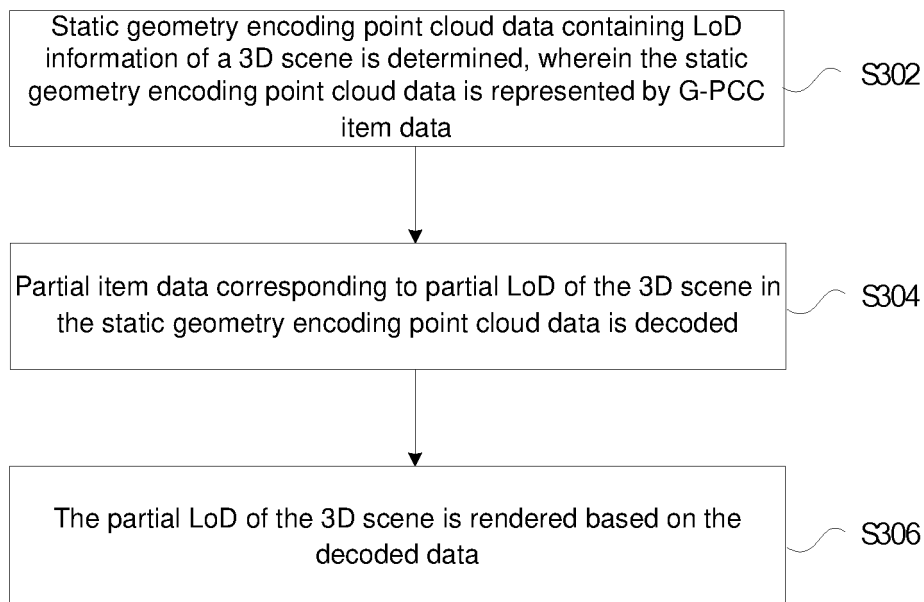 Static geometry encoding point cloud data containing LoD
information of a 3D scene is determined, wherein the static
geometry encoding point cloud data is represented by G-PCC
item data
S302
Partial item data corresponding to partial LoD of the 3D scene in
the static geometry encoding point cloud data is decoded
S304
The partial LoD of the 3D scene is rendered based on the
decoded data
S306